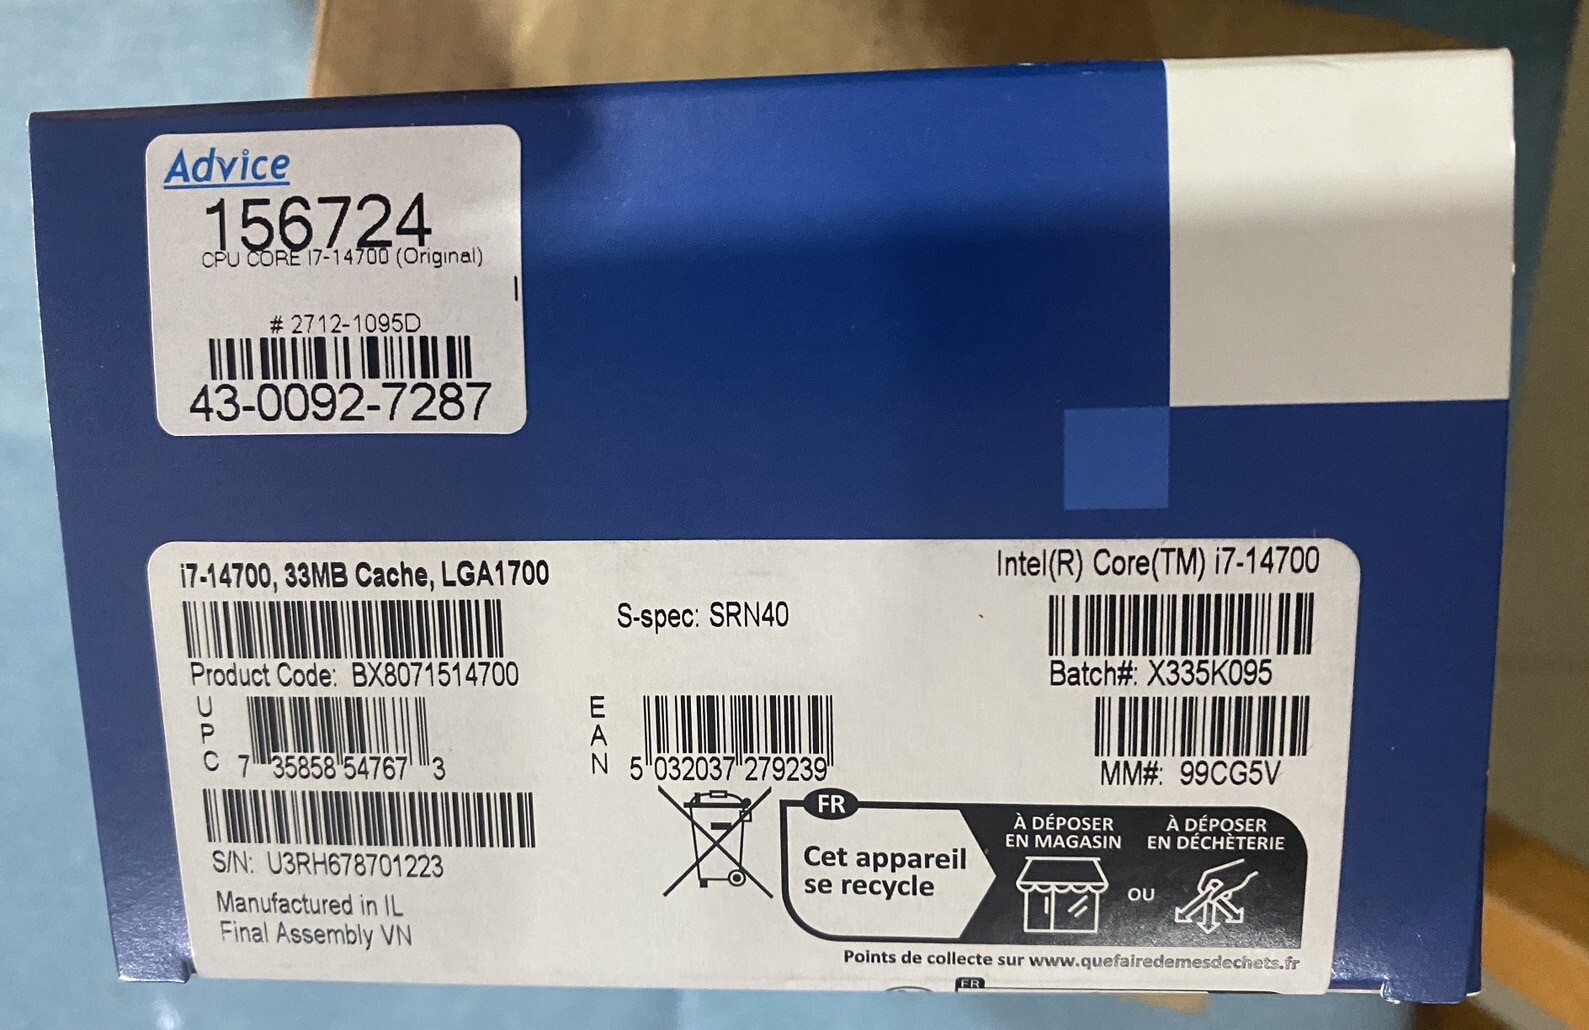 Advice
156724
CPU CORE I7-14700 (Original)
# 2712-1095D
43-0092-7287
i7-14700, 33MB Cache, LGA1700
Product Code: BX8071514700
UPC
7 35858 54767 3
S/N: U3RH678701223
Manufactured in IL
Final Assembly VN
S-spec: SRN40
EAN
5 032037 279239
Intel(R) Core(TM) i7-14700
Batch#: X335K095
MM#: 99CG5V
FR
Cet appareil
se recycle
À DÉPOSER
EN MAGASIN
OU
À DÉPOSER
EN DÉCHÈTERIE
Points de collecte sur www.quefairedemesdechets.fr
FR